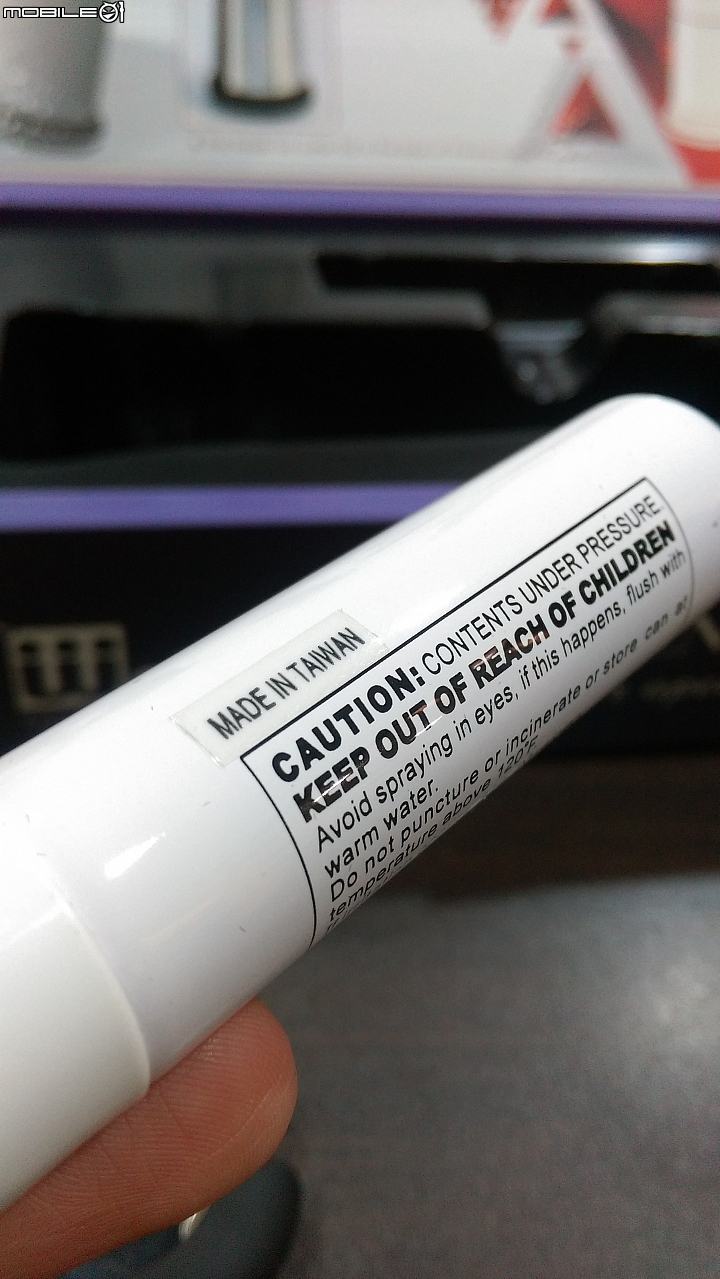 MOBILE01
MADE IN TAIWAN
CAUTION: CONTENTS UNDER PRESSURE.
KEEP OUT OF REACH OF CHILDREN
Avoid spraying in eyes, if this happens, flush with
warm water.
Do not puncture or incinerate or store can at
temperature above 120°F.